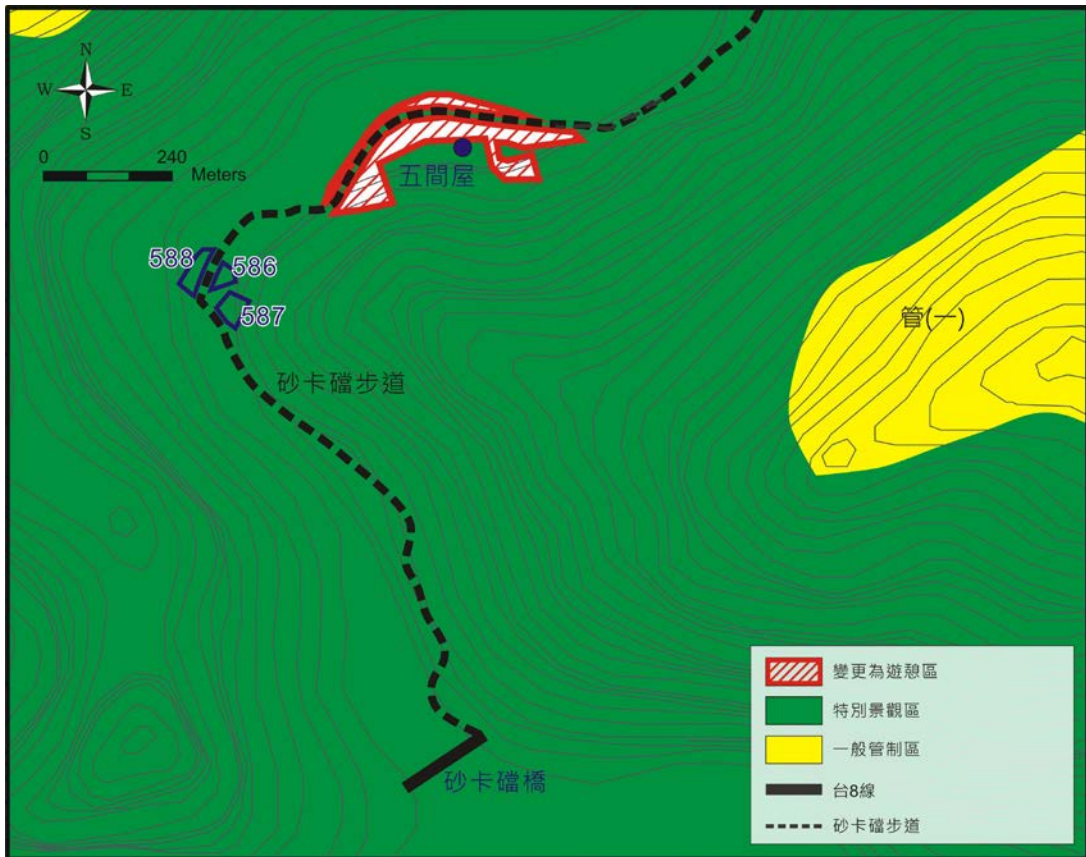 N
W E
S
0 240
Meters
五間屋
588
586
587
管(一)
砂卡礑步道
砂卡礑橋
變更為遊憩區
特別景觀區
一般管制區
台8線
砂卡礑步道